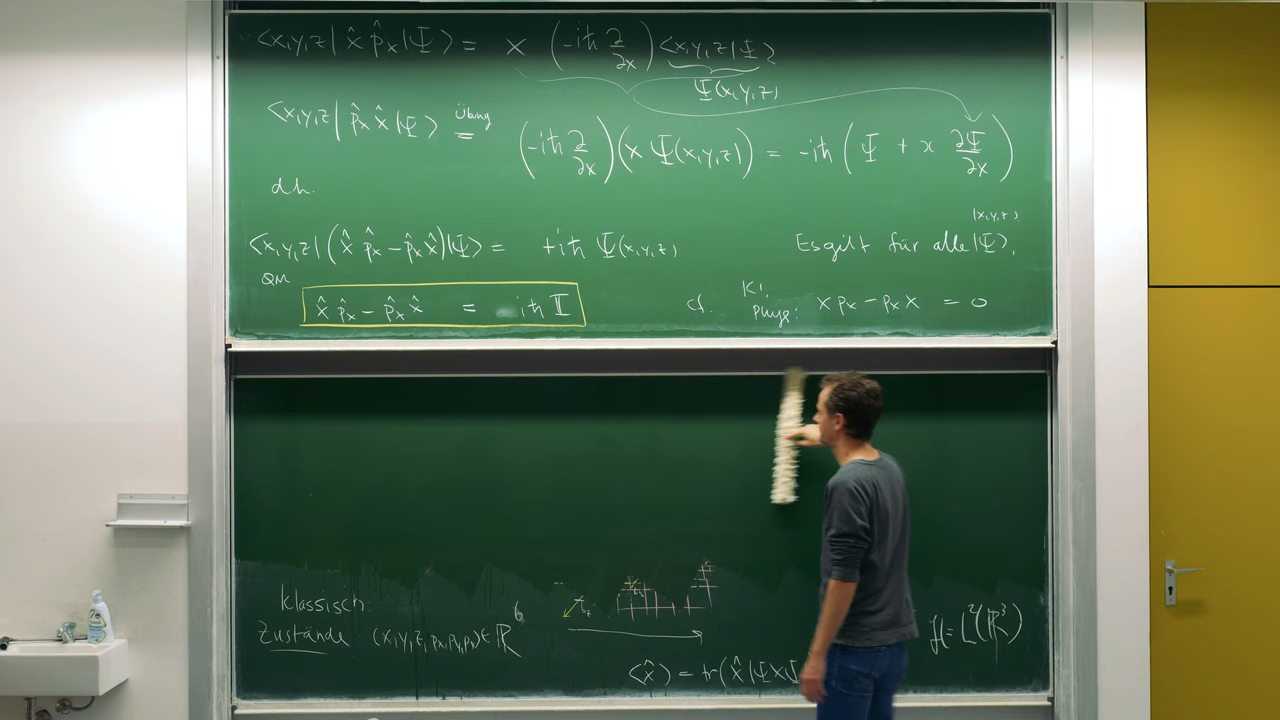 ⟨x,y,z| x̂ p̂ₓ |Ψ⟩ = x (-iħ ∂/∂x) ⟨x,y,z|Ψ⟩
Ψ(x,y,z)
⟨x,y,z| p̂ₓ x̂ |Ψ⟩ Übung = (-iħ ∂/∂x)(x Ψ(x,y,z)) = -iħ (Ψ + x ∂Ψ/∂x)
d.h.
|x,y,z⟩
⟨x,y,z|(x̂ p̂ₓ - p̂ₓ x̂)|Ψ⟩ = +iħ Ψ(x,y,z) Es gilt für alle |Ψ⟩,
QM
x̂ p̂ₓ - p̂ₓ x̂ = iħ 𝕀 cf. Kl. Phys: x pₓ - pₓ x = 0
Klassisch:
Zustände (x,y,z,pₓ,p_y,p_z) ∈ ℝ⁶
H = L²(ℝ³)
⟨x̂⟩ = tr(x̂ |Ψ⟩⟨Ψ